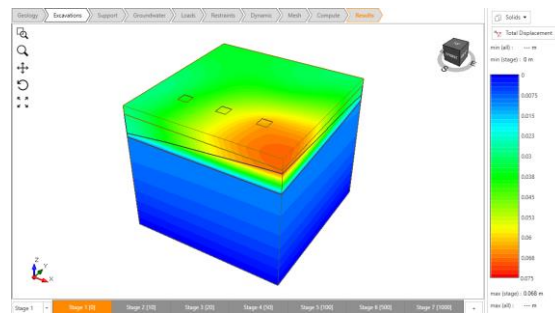 Geology Excavations Support Groundwater Loads Restraints Dynamic Mesh Compute Results
Solids
Total Displacement
min (all) : --- m
min (stage) : 0 m
0
0.0075
0.015
0.023
0.03
0.038
0.045
0.053
0.06
0.068
0.075
max (stage) : 0.068 m
max (all) : --- m
Z
Y
X
Stage 1 Stage 1 [0] Stage 2 [10] Stage 3 [20] Stage 4 [50] Stage 5 [100] Stage 6 [500] Stage 7 [1000]